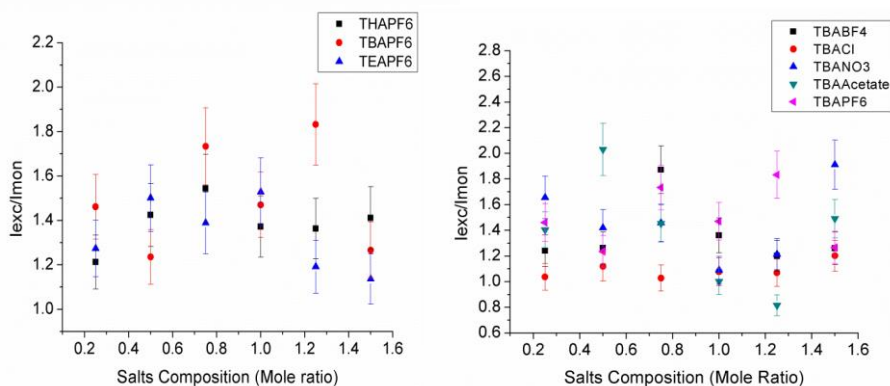 THAPF6
TBAPF6
TEAPF6
2.2
2.0
1.8
1.6
1.4
1.2
1.0
Iexc/Imon
0.2 0.4 0.6 0.8 1.0 1.2 1.4 1.6
Salts Composition (Mole ratio)
TBABF4
TBACl
TBANO3
TBAAcetate
TBAPF6
2.8
2.6
2.4
2.2
2.0
1.8
1.6
1.4
1.2
1.0
0.8
0.6
Iexc/Imon
0.2 0.4 0.6 0.8 1.0 1.2 1.4 1.6
Salts Composition (Mole Ratio)